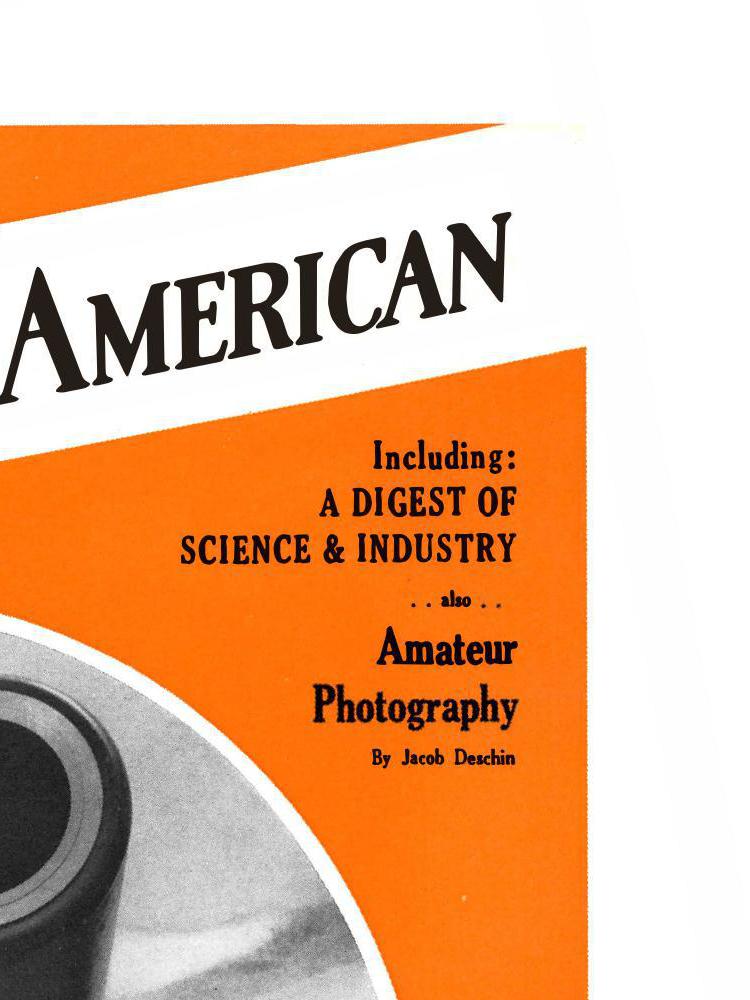 AMERICAN
Including:
A DIGEST OF
SCIENCE & INDUSTRY
. . also . .
Amateur
Photography
By Jacob Deschin